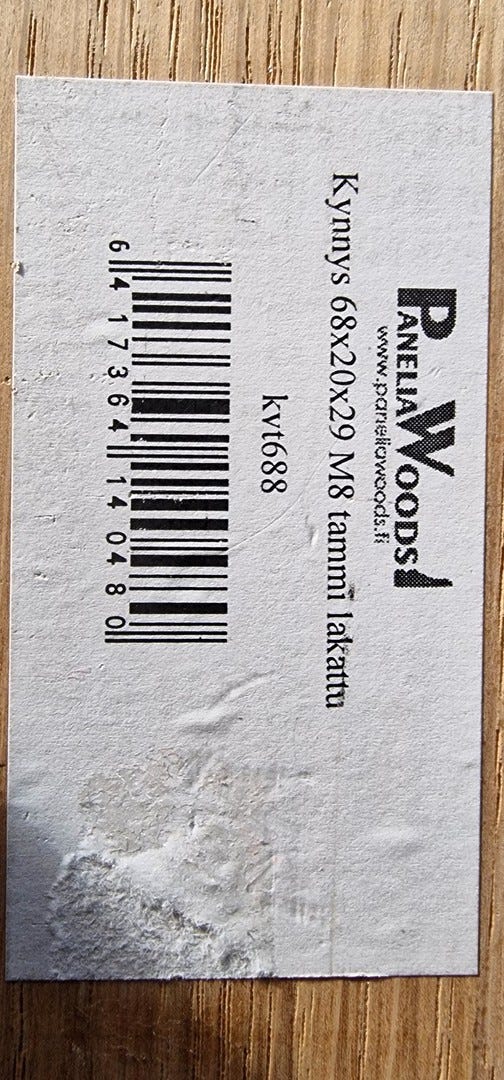 PANELIAWOODS
www.paneliawoods.fi
Kynnys 68x20x29 M8 tammi lakattu
kvt688
6 417364 140480